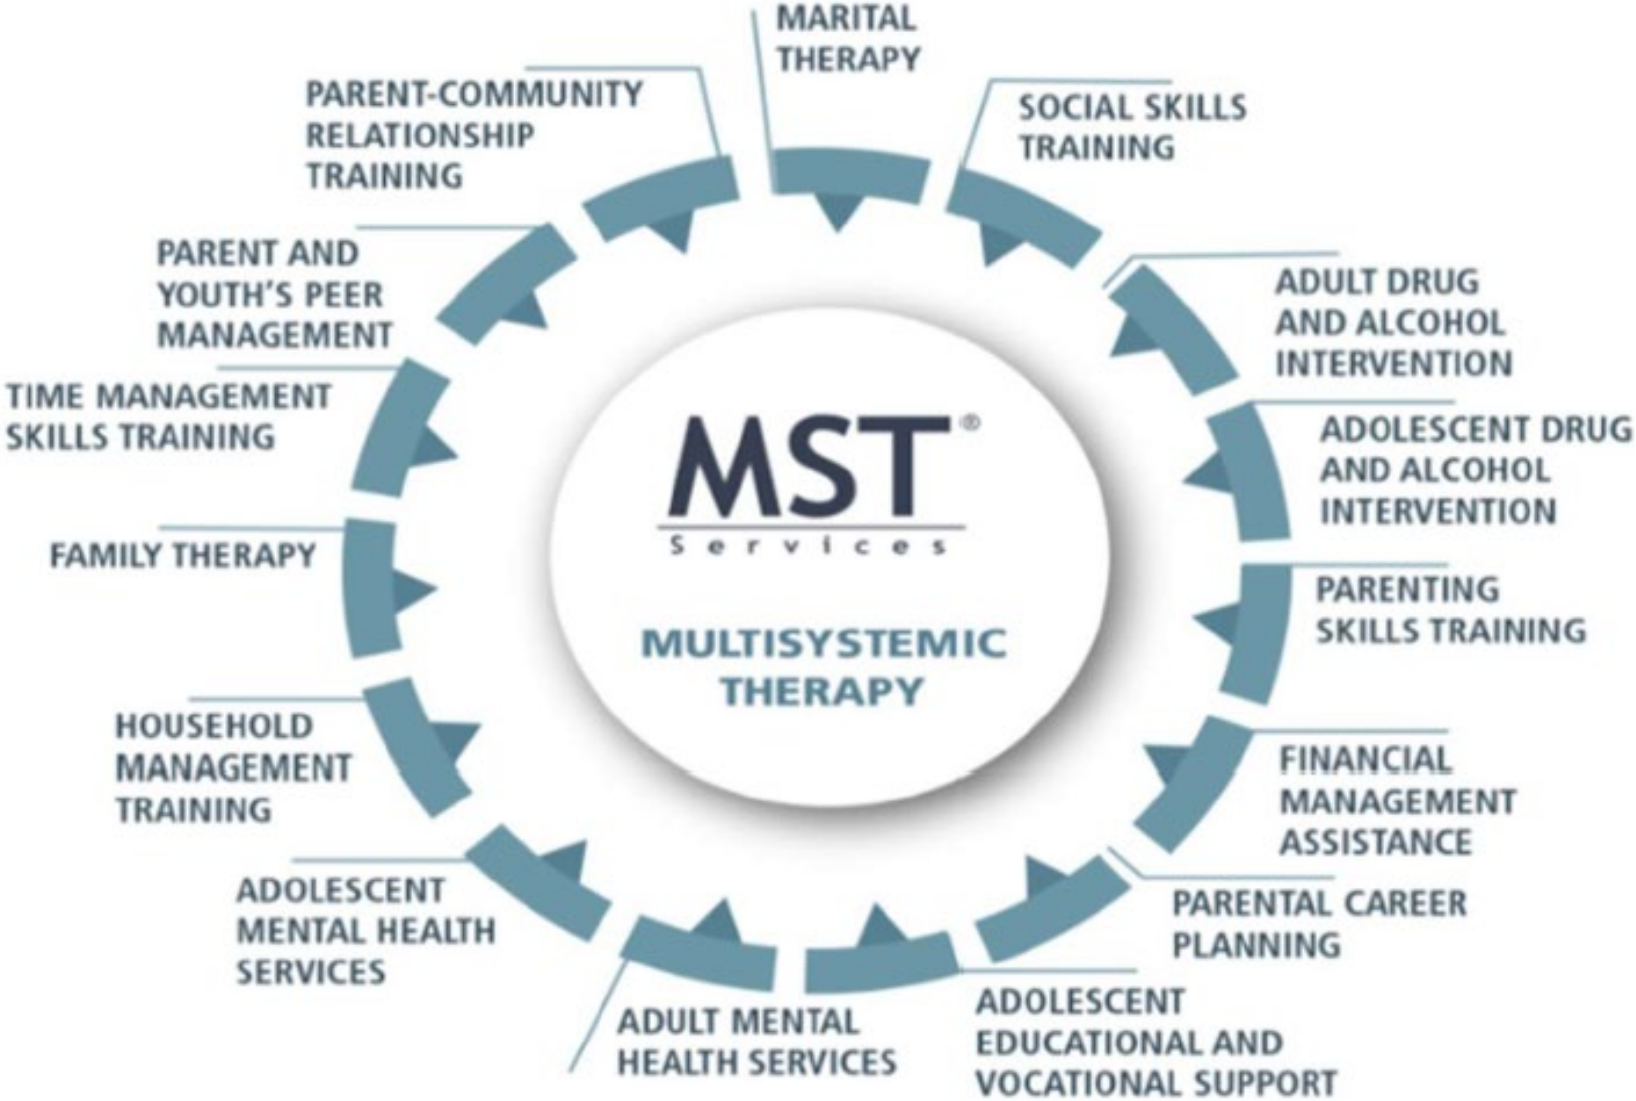 MARITAL
THERAPY
SOCIAL SKILLS
TRAINING
ADULT DRUG
AND ALCOHOL
INTERVENTION
ADOLESCENT DRUG
AND ALCOHOL
INTERVENTION
PARENTING
SKILLS TRAINING
FINANCIAL
MANAGEMENT
ASSISTANCE
PARENTAL CAREER
PLANNING
ADOLESCENT
EDUCATIONAL AND
VOCATIONAL SUPPORT
ADULT MENTAL
HEALTH SERVICES
ADOLESCENT
MENTAL HEALTH
SERVICES
HOUSEHOLD
MANAGEMENT
TRAINING
FAMILY THERAPY
TIME MANAGEMENT
SKILLS TRAINING
PARENT AND
YOUTH'S PEER
MANAGEMENT
PARENT-COMMUNITY
RELATIONSHIP
TRAINING
MST®
Services
MULTISYSTEMIC
THERAPY